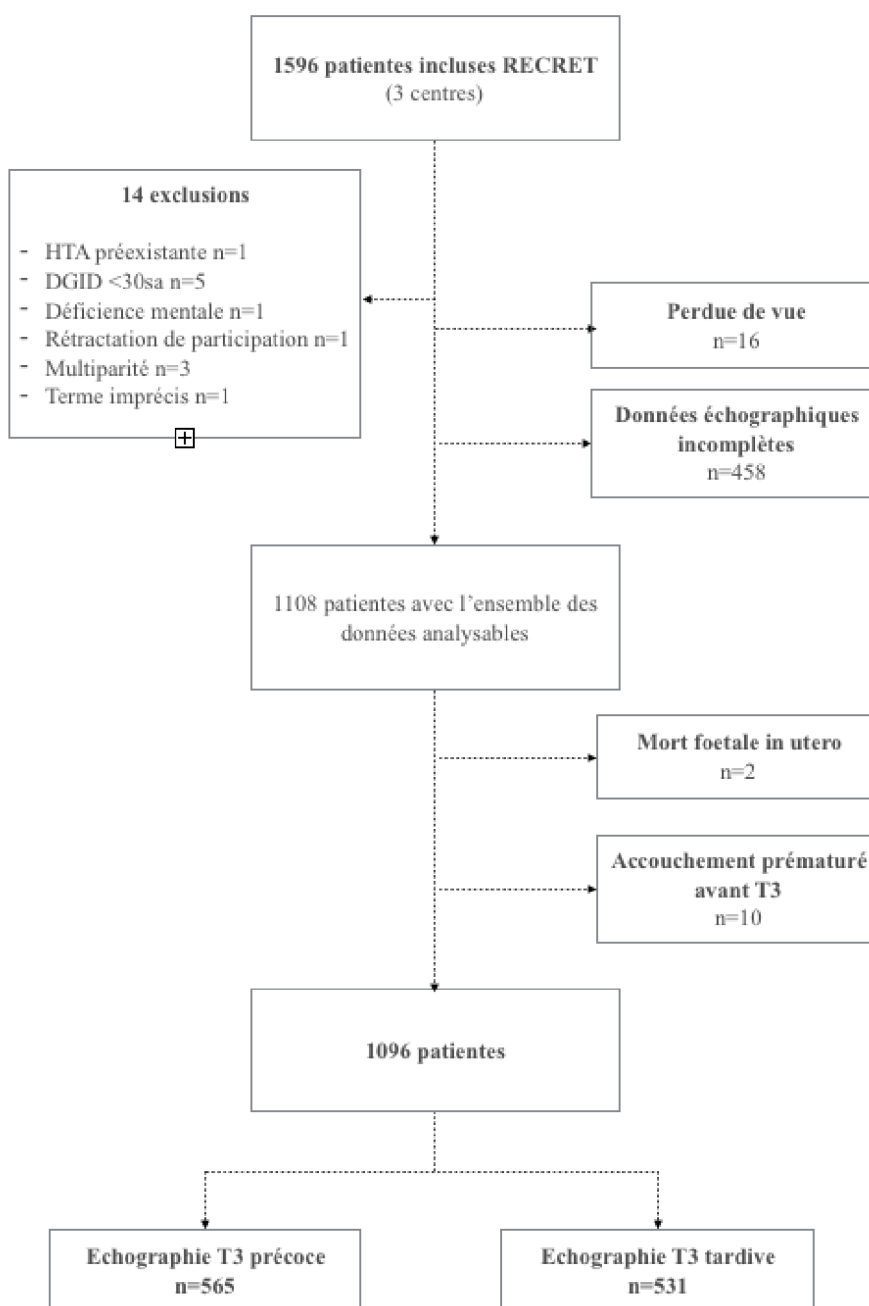 1596 patientes incluses RECRET
(3 centres)
14 exclusions
- HTA préexistante n=1
- DGID <30sa n=5
- Déficience mentale n=1
- Rétractation de participation n=1
- Multiparité n=3
- Terme imprécis n=1
Perdue de vue
n=16
Données échographiques
incomplètes
n=458
1108 patientes avec l’ensemble des
données analysables
Mort foetale in utero
n=2
Accouchement prématuré
avant T3
n=10
1096 patientes
Echographie T3 précoce
n=565
Echographie T3 tardive
n=531